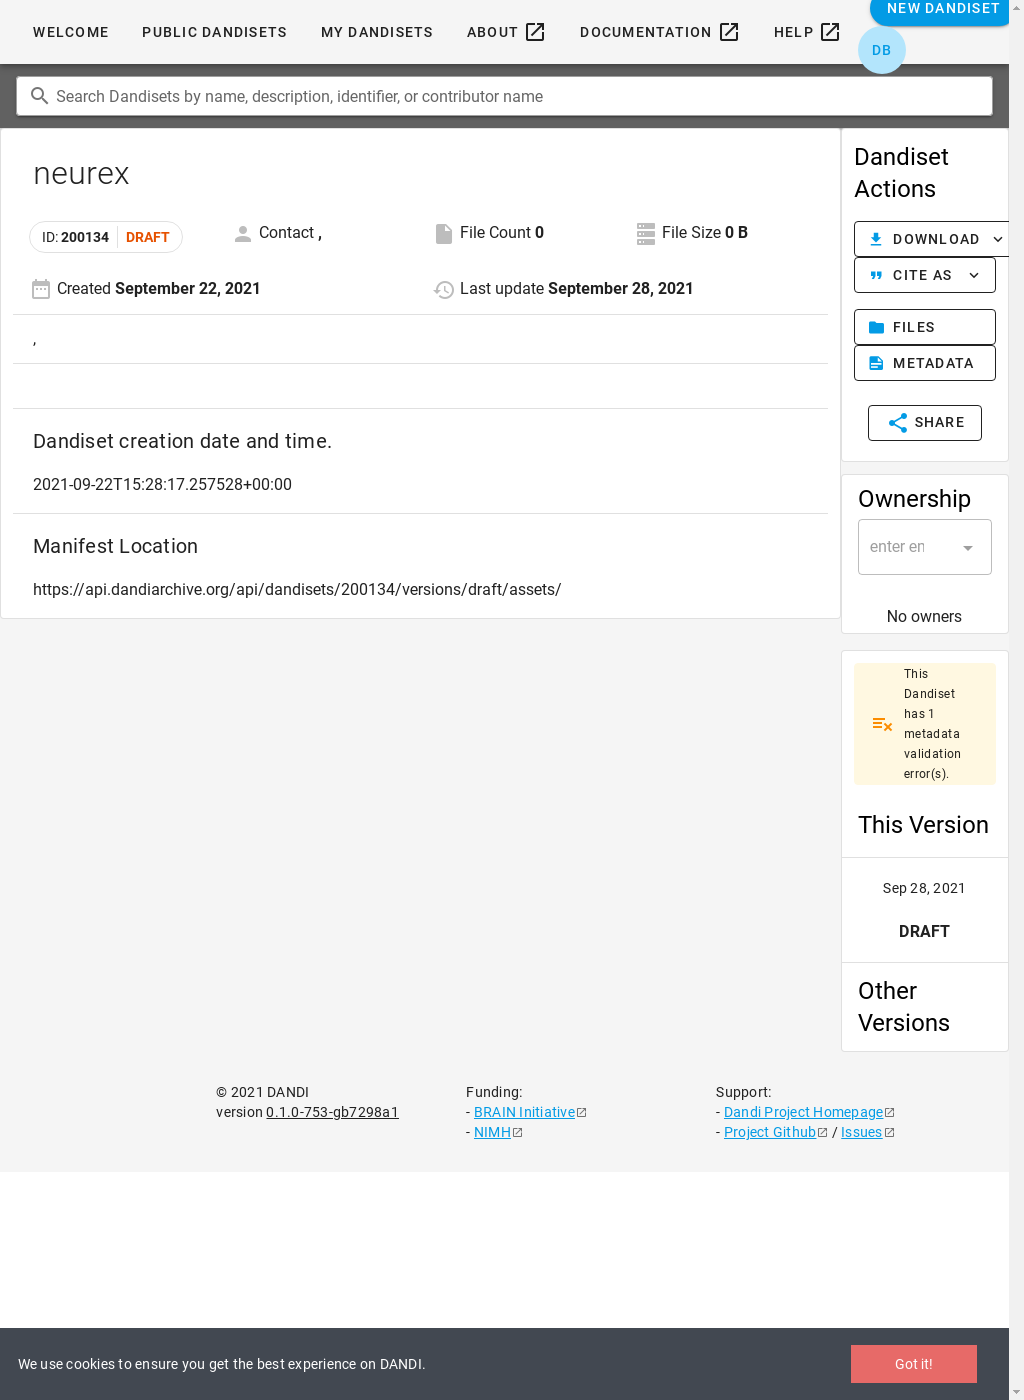 WELCOME
PUBLIC DANDISETS
MY DANDISETS
ABOUT
DOCUMENTATION
HELP
NEW DANDISET
DB
Search Dandisets by name, description, identifier, or contributor name
neurex
ID: 200134 DRAFT
Contact ,
File Count 0
File Size 0 B
Created September 22, 2021
Last update September 28, 2021
,
Dandiset creation date and time.
2021-09-22T15:28:17.257528+00:00
Manifest Location
https://api.dandiarchive.org/api/dandisets/200134/versions/draft/assets/
Dandiset
Actions
DOWNLOAD
CITE AS
FILES
METADATA
SHARE
Ownership
enter en
No owners
This
Dandiset
has 1
metadata
validation
error(s).
This Version
Sep 28, 2021
DRAFT
Other
Versions
© 2021 DANDI
version 0.1.0-753-gb7298a1
Funding:
- BRAIN Initiative
- NIMH
Support:
- Dandi Project Homepage
- Project Github / Issues
We use cookies to ensure you get the best experience on DANDI.
Got it!